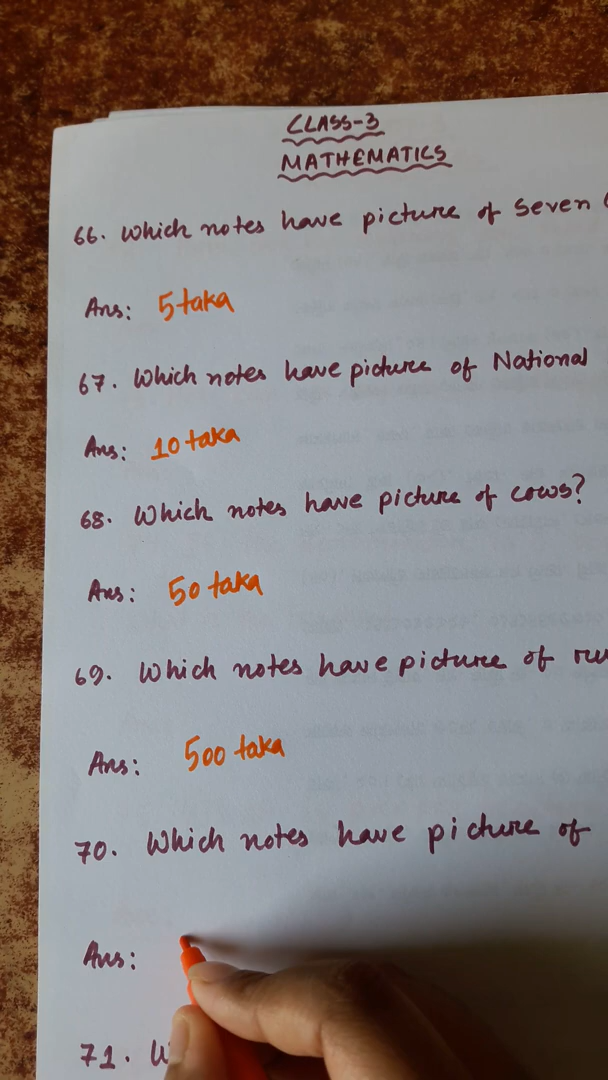 CLASS-3
MATHEMATICS
66. Which notes have picture of Seven
Ans: 5 taka
67. Which notes have picture of National
Ans: 10 taka
68. Which notes have picture of cows?
Ans: 50 taka
69. Which notes have picture of
Ans: 500 taka
70. Which notes have picture of
Ans:
71.